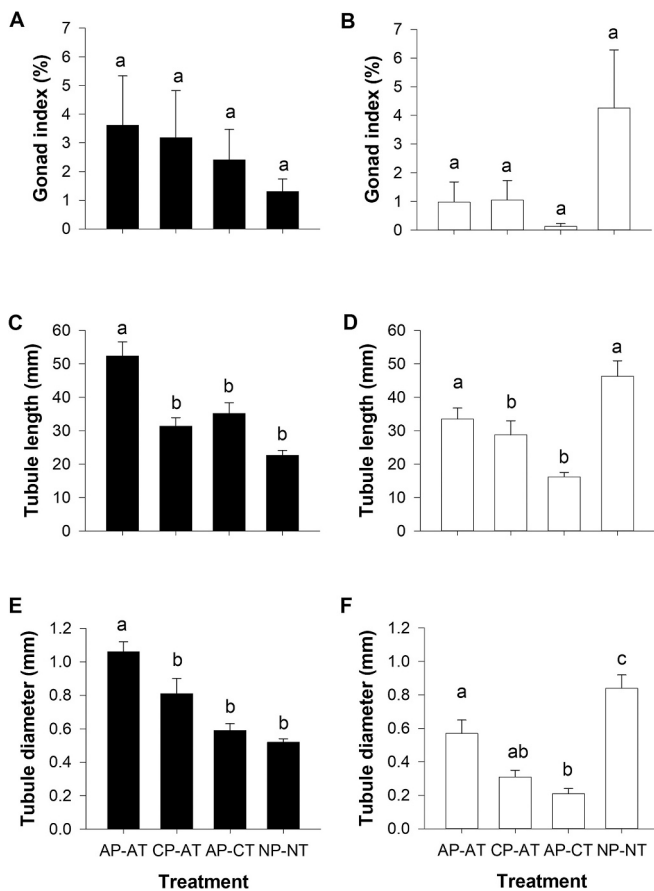 A
Gonad index (%)
7
6
5
4
3
2
1
0
a
a
a
a
B
Gonad index (%)
7
6
5
4
3
2
1
0
a
a
a
a
C
Tubule length (mm)
60
50
40
30
20
10
0
a
b
b
b
D
Tubule length (mm)
60
50
40
30
20
10
0
a
b
b
a
E
Tubule diameter (mm)
1.2
1.0
0.8
0.6
0.4
0.2
0.0
a
b
b
b
AP-AT CP-AT AP-CT NP-NT
Treatment
F
Tubule diameter (mm)
1.2
1.0
0.8
0.6
0.4
0.2
0.0
a
ab
b
c
AP-AT CP-AT AP-CT NP-NT
Treatment